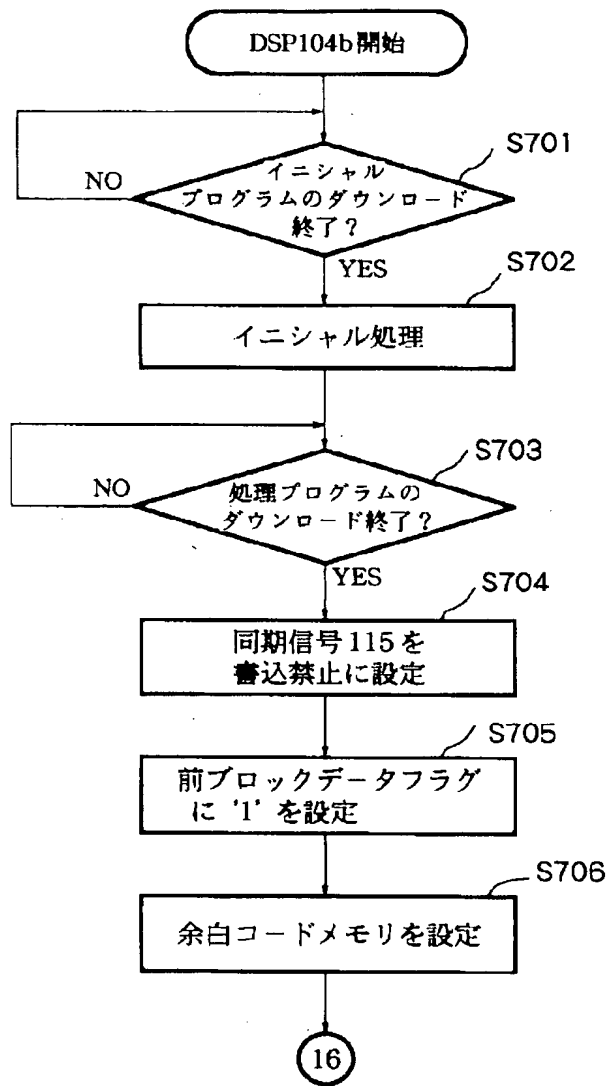 DSP104b開始
S701
イニシャル
プログラムのダウンロード
終了?
NO
YES
S702
イニシャル処理
S703
処理プログラムの
ダウンロード終了?
NO
YES
S704
同期信号115を
書込禁止に設定
S705
前ブロックデータフラグ
に '1' を設定
S706
余白コードメモリを設定
16